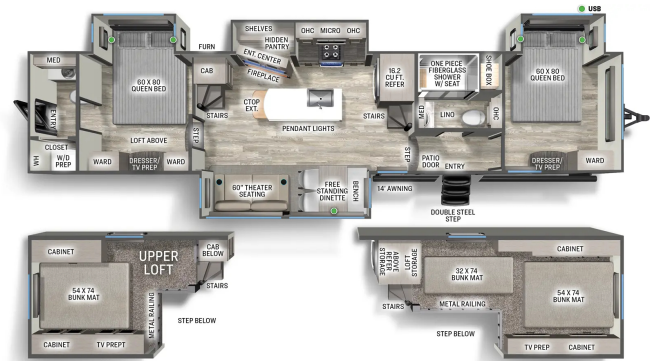 USB
SHELVES
OHC
MICRO
OHC
HIDDEN
PANTRY
ENT. CENTER
FIREPLACE
FURN
CAB
STAIRS
MED
ENTRY
60 X 80
QUEEN BED
LOFT ABOVE
STEP
CLOSET
W/D
PREP
WH
WARD
DRESSER/
TV PREP
WARD
CTOP
EXT.
PENDANT LIGHTS
16.2
CU FT.
REFER
STAIRS
ONE PIECE
FIBERGLASS
SHOWER
W/ SEAT
SHOE BOX
MED
LINO
OHC
STEP
PATIO
DOOR
ENTRY
60 X 80
QUEEN BED
DRESSER/
TV PREP
WARD
60" THEATER
SEATING
FREE
STANDING
DINETTE
BENCH
14' AWNING
DOUBLE STEEL
STEP
CABINET
UPPER
LOFT
CAB
BELOW
STAIRS
54 X 74
BUNK MAT
METAL RAILING
STEP BELOW
CABINET
TV PREPT
LOFT
STORAGE
ABOVE
REFER
STORAGE
STAIRS
32 X 74
BUNK MAT
METAL RAILING
STEP BELOW
CABINET
54 X 74
BUNK MAT
TV PREP
CABINET